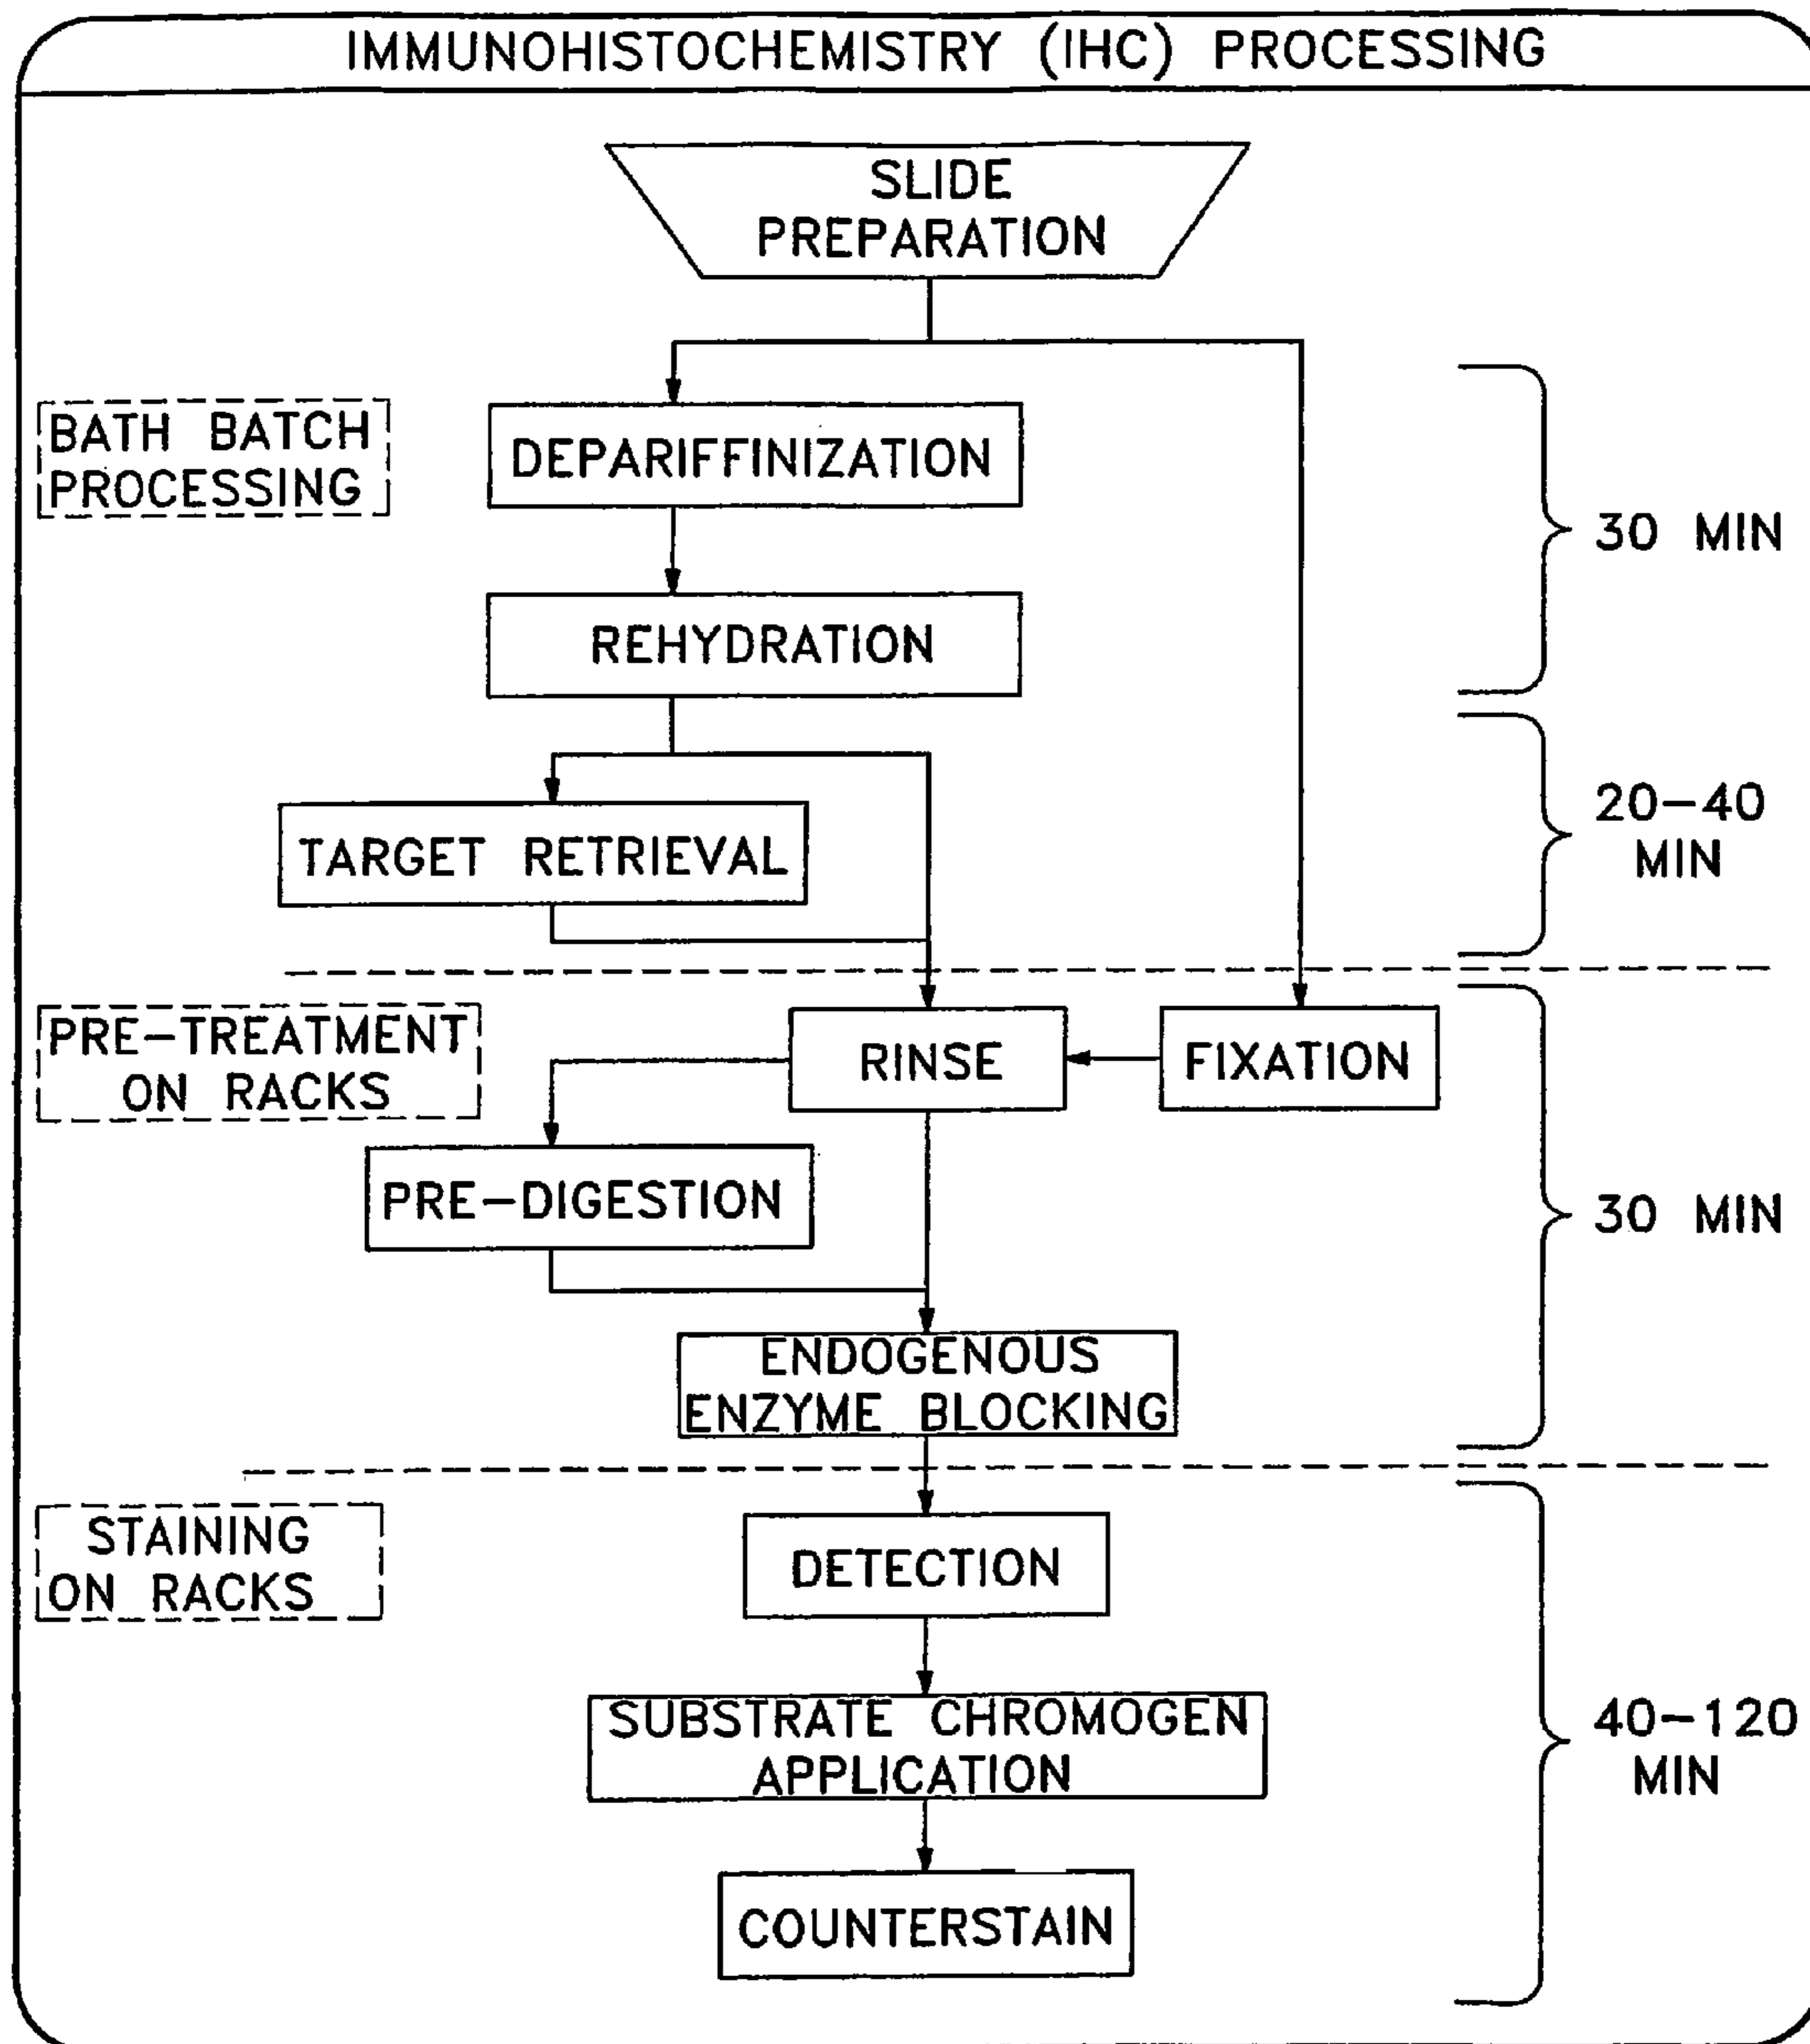 IMMUNOHISTOCHEMISTRY (IHC) PROCESSING
SLIDE
PREPARATION
BATH BATCH
PROCESSING
DEPARIFFINIZATION
30 MIN
REHYDRATION
TARGET RETRIEVAL
20-40
MIN
PRE-TREATMENT
ON RACKS
RINSE
FIXATION
PRE-DIGESTION
30 MIN
ENDOGENOUS
ENZYME BLOCKING
STAINING
ON RACKS
DETECTION
SUBSTRATE CHROMOGEN
APPLICATION
40-120
MIN
COUNTERSTAIN